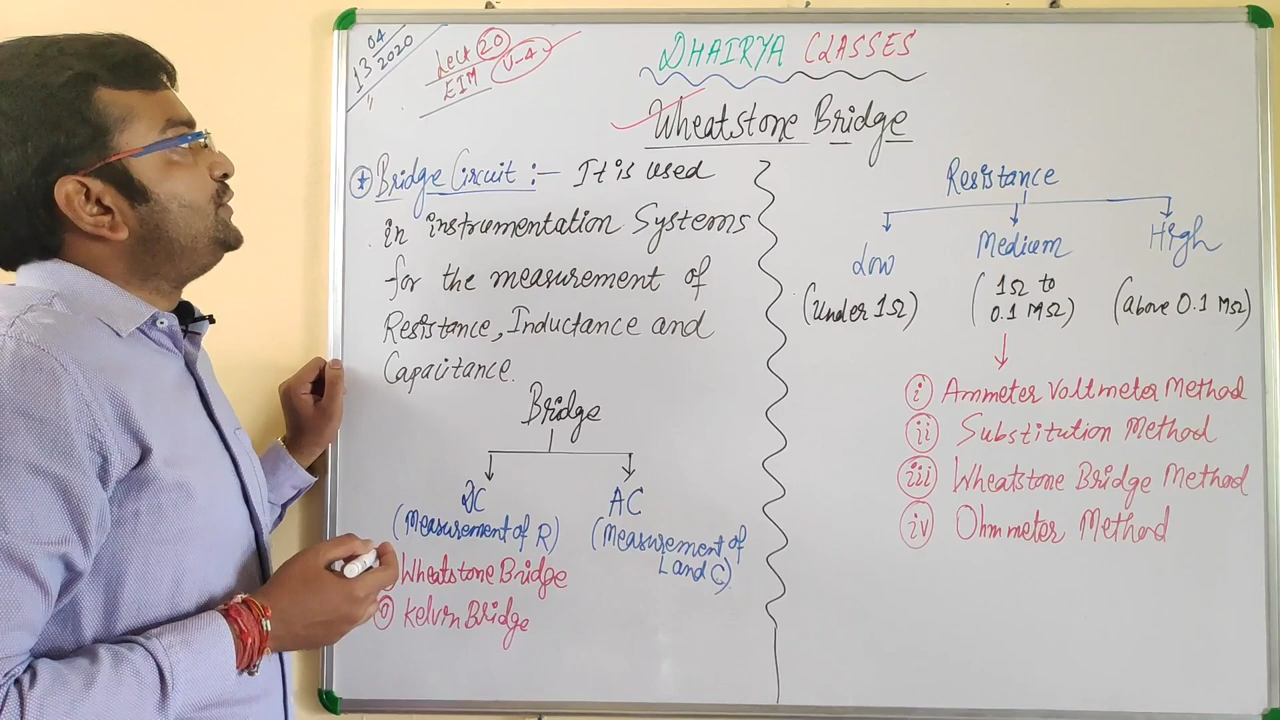 13 04 2020
Lect 20
EIM U-4
DHAIRYA CLASSES
Wheatstone Bridge
Bridge Circuit :- It is used
in instrumentation Systems
for the measurement of
Resistance, Inductance and
Capacitance.
Bridge
DC AC
(Measurement of R) (Measurement of
L and C)
Wheatstone Bridge
Kelvin Bridge
Resistance
Low Medium High
(Under 1Ω) (1Ω to
0.1 MΩ) (above 0.1 MΩ)
i Ammeter Voltmeter Method
ii Substitution Method
iii Wheatstone Bridge Method
iv Ohmmeter Method